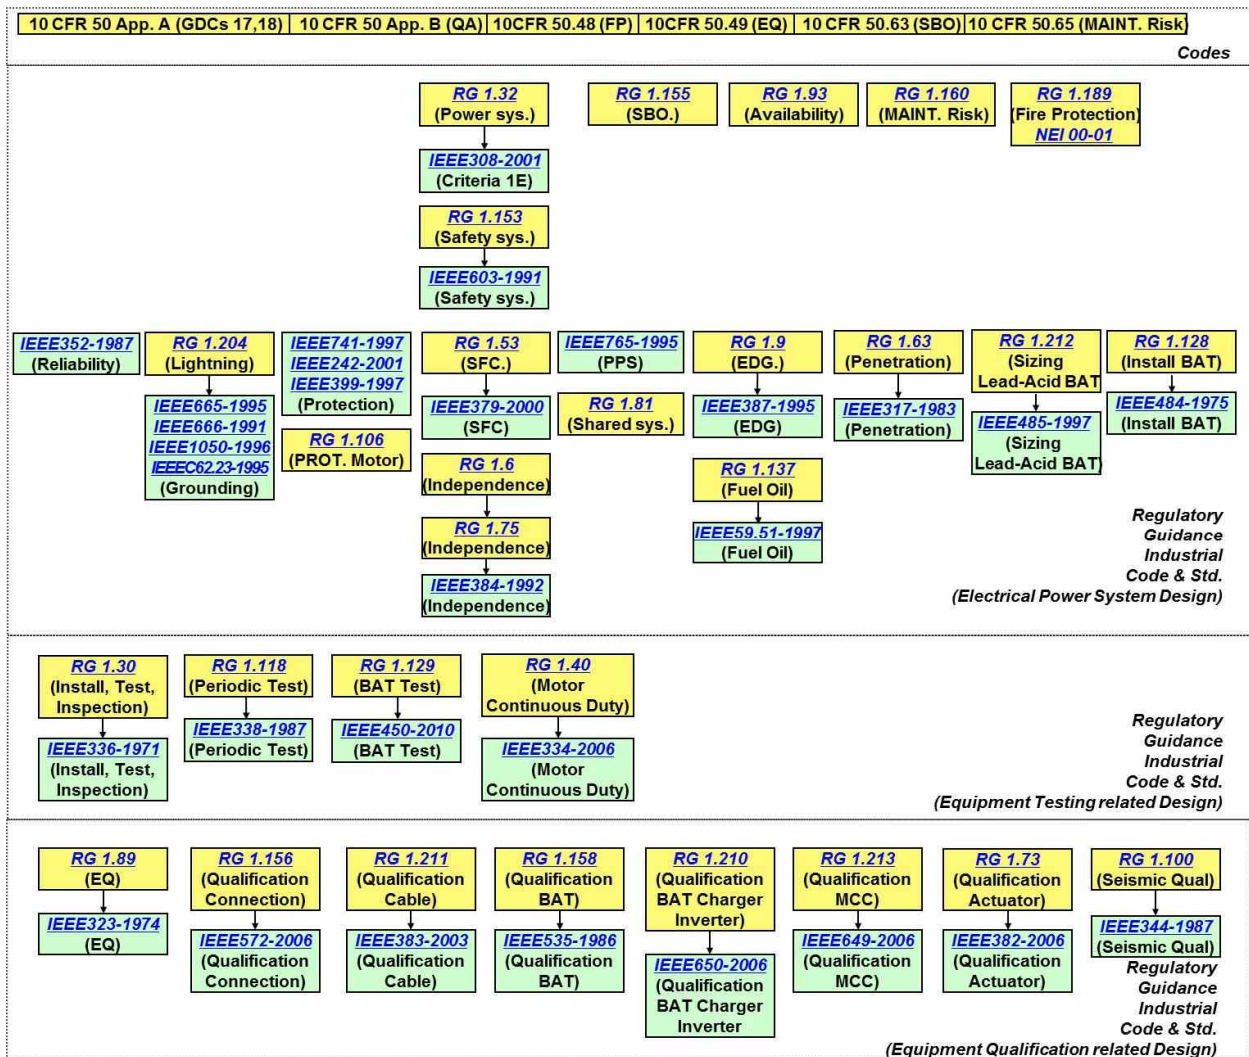 10 CFR 50 App. A (GDCs 17,18)
10 CFR 50 App. B (QA)
10CFR 50.48 (FP)
10CFR 50.49 (EQ)
10 CFR 50.63 (SBO)
10 CFR 50.65 (MAINT. Risk)
Codes
RG 1.32
(Power sys.)
IEEE308-2001
(Criteria 1E)
RG 1.153
(Safety sys.)
IEEE603-1991
(Safety sys.)
RG 1.155
(SBO.)
RG 1.93
(Availability)
RG 1.160
(MAINT. Risk)
RG 1.189
(Fire Protection)
NEI 00-01
IEEE352-1987
(Reliability)
RG 1.204
(Lightning)
IEEE665-1995
IEEE666-1991
IEEE1050-1996
IEEEC62.23-1995
(Grounding)
IEEE741-1997
IEEE242-2001
IEEE399-1997
(Protection)
RG 1.106
(PROT. Motor)
RG 1.53
(SFC.)
IEEE379-2000
(SFC)
RG 1.6
(Independence)
RG 1.75
(Independence)
IEEE384-1992
(Independence)
IEEE765-1995
(PPS)
RG 1.81
(Shared sys.)
RG 1.9
(EDG.)
IEEE387-1995
(EDG)
RG 1.137
(Fuel Oil)
IEEE59.51-1997
(Fuel Oil)
RG 1.63
(Penetration)
IEEE317-1983
(Penetration)
RG 1.212
(Sizing
Lead-Acid BAT
IEEE485-1997
(Sizing
Lead-Acid BAT)
RG 1.128
(Install BAT)
IEEE484-1975
(Install BAT)
Regulatory
Guidance
Industrial
Code & Std.
(Electrical Power System Design)
RG 1.30
(Install, Test,
Inspection)
IEEE336-1971
(Install, Test,
Inspection)
RG 1.118
(Periodic Test)
IEEE338-1987
(Periodic Test)
RG 1.129
(BAT Test)
IEEE450-2010
(BAT Test)
RG 1.40
(Motor
Continuous Duty)
IEEE334-2006
(Motor
Continuous Duty)
Regulatory
Guidance
Industrial
Code & Std.
(Equipment Testing related Design)
RG 1.89
(EQ)
IEEE323-1974
(EQ)
RG 1.156
(Qualification
Connection)
IEEE572-2006
(Qualification
Connection)
RG 1.211
(Qualification
Cable)
IEEE383-2003
(Qualification
Cable)
RG 1.158
(Qualification
BAT)
IEEE535-1986
(Qualification
BAT)
RG 1.210
(Qualification
BAT Charger
Inverter)
IEEE650-2006
(Qualification
BAT Charger
Inverter
RG 1.213
(Qualification
MCC)
IEEE649-2006
(Qualification
MCC)
RG 1.73
(Qualification
Actuator)
IEEE382-2006
(Qualification
Actuator)
RG 1.100
(Seismic Qual)
IEEE344-1987
(Seismic Qual)
Regulatory
Guidance
Industrial
Code & Std.
(Equipment Qualification related Design)